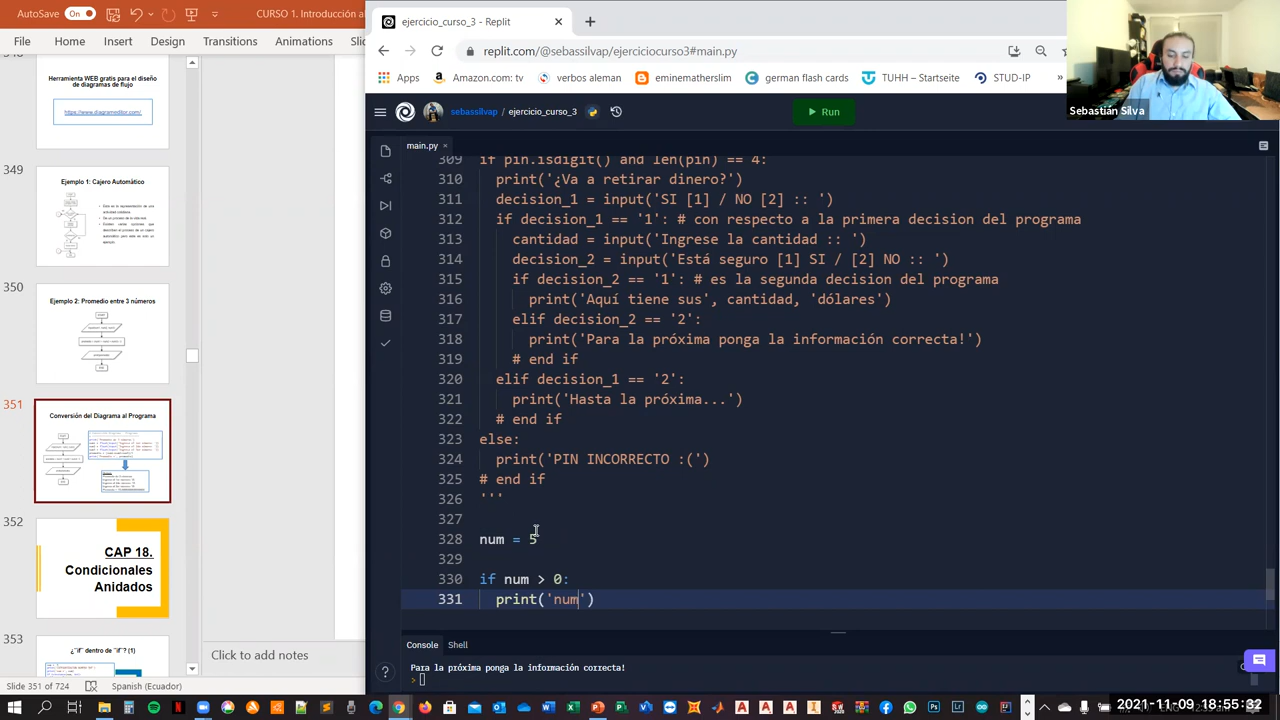 AutoSave On CURSO 1. Introducción a
File Home Insert Design Transitions Animations
Herramienta WEB gratis para el diseño
de diagramas de flujo
349
Ejemplo 1: Cajero Automático
350
Ejemplo 2: Promedio entre 3 números
351
Conversión del Diagrama al Programa
352
CAP 18.
Condicionales
Anidados
353
¿¨if¨ dentro de ¨if¨? (1)
Click to add notes
Slide 351 of 724 Spanish (Ecuador)
ejercicio_curso_3 - Replit
replit.com/@sebassilvap/ejerciciocurso3#main.py
Apps Amazon.com: tv verbos aleman eminemathslim german flash cards TUHH – Startseite STUD-IP »
Sebastián Silva
sebassilvap / ejercicio_curso_3 Run
main.py
309 if pin.isdigit() and len(pin) == 4:
310 print('¿Va a retirar dinero?')
311 decision_1 = input('SI [1] / NO [2] :: ')
312 if decision_1 == '1': # corresponde a la primera decision del programa
313 cantidad = input('Ingrese la cantidad :: ')
314 decision_2 = input('Está seguro [1] SI / [2] NO :: ')
315 if decision_2 == '1': # es la segunda decision del programa
316 print('Aquí tiene sus', cantidad, 'dólares')
317 elif decision_2 == '2':
318 print('Para la próxima ponga la información correcta!')
319 # end if
320 elif decision_1 == '2':
321 print('Hasta la próxima...')
322 # end if
323 else:
324 print('PIN INCORRECTO :(')
325 # end if
326 '''
327
328 num = 5
329
330 if num > 0:
331 print('num')
Console Shell
Para la próxima ponga la información correcta!
>
2021-11-09 18:55:32